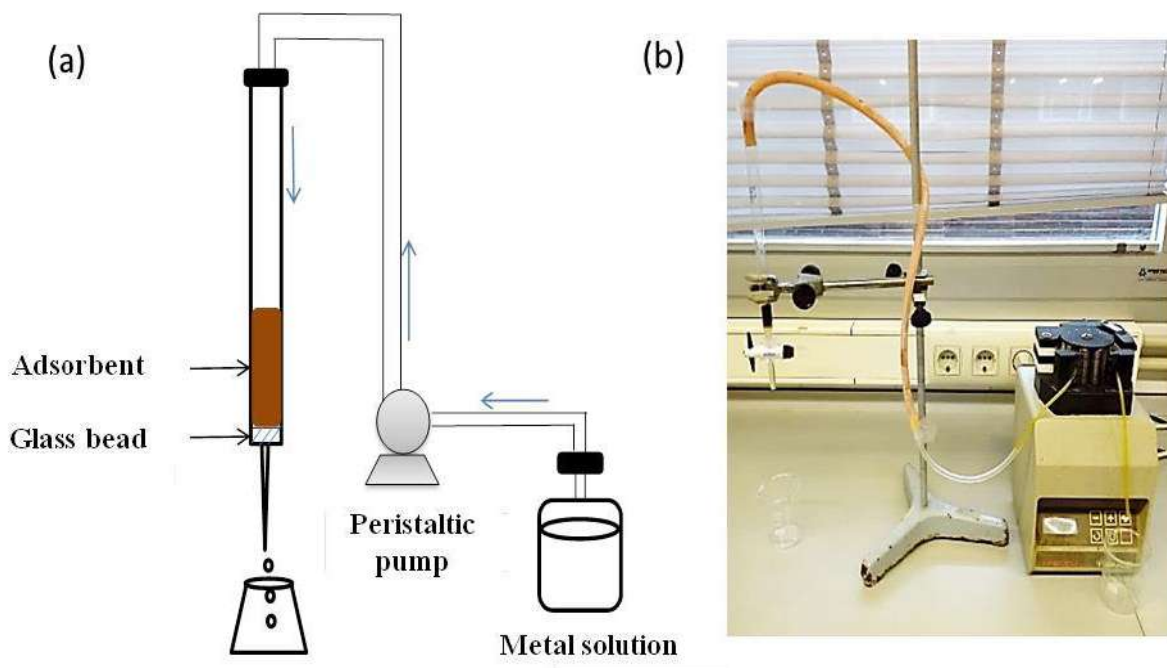 (a)
(b)
Adsorbent
Glass bead
Peristaltic
pump
Metal solution